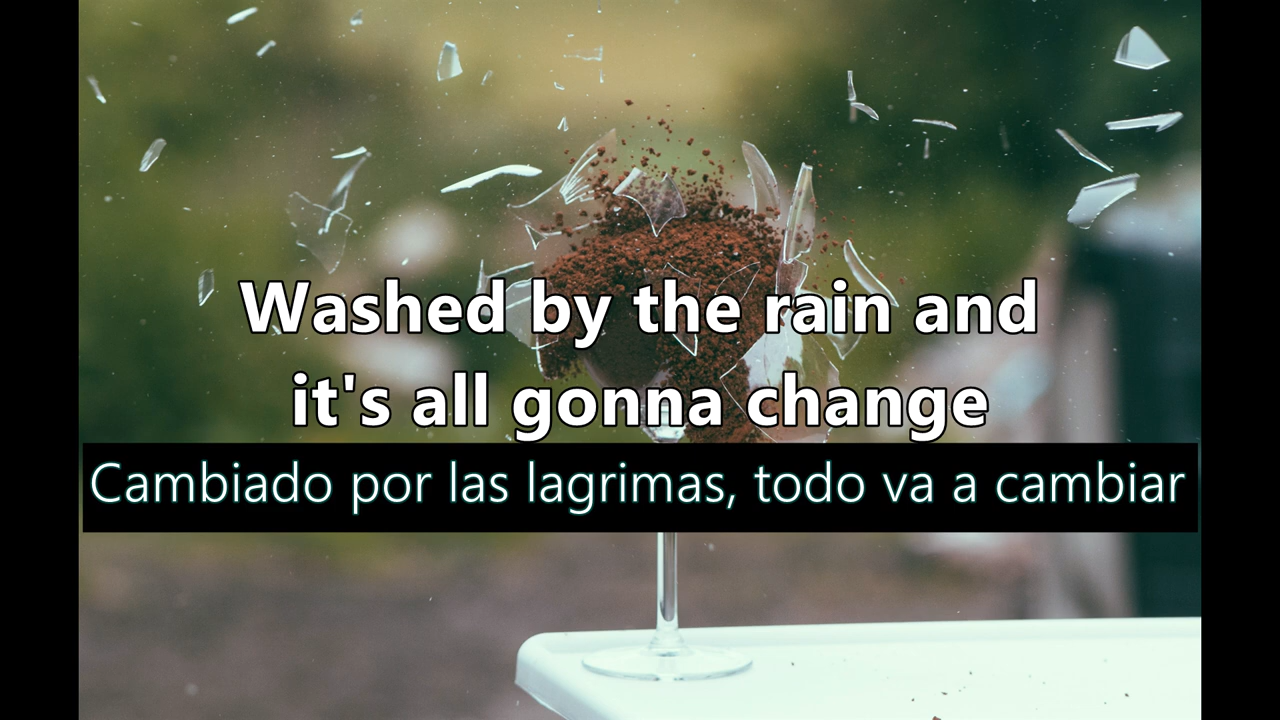 Washed by the rain and
it's all gonna change
Cambiado por las lagrimas, todo va a cambiar